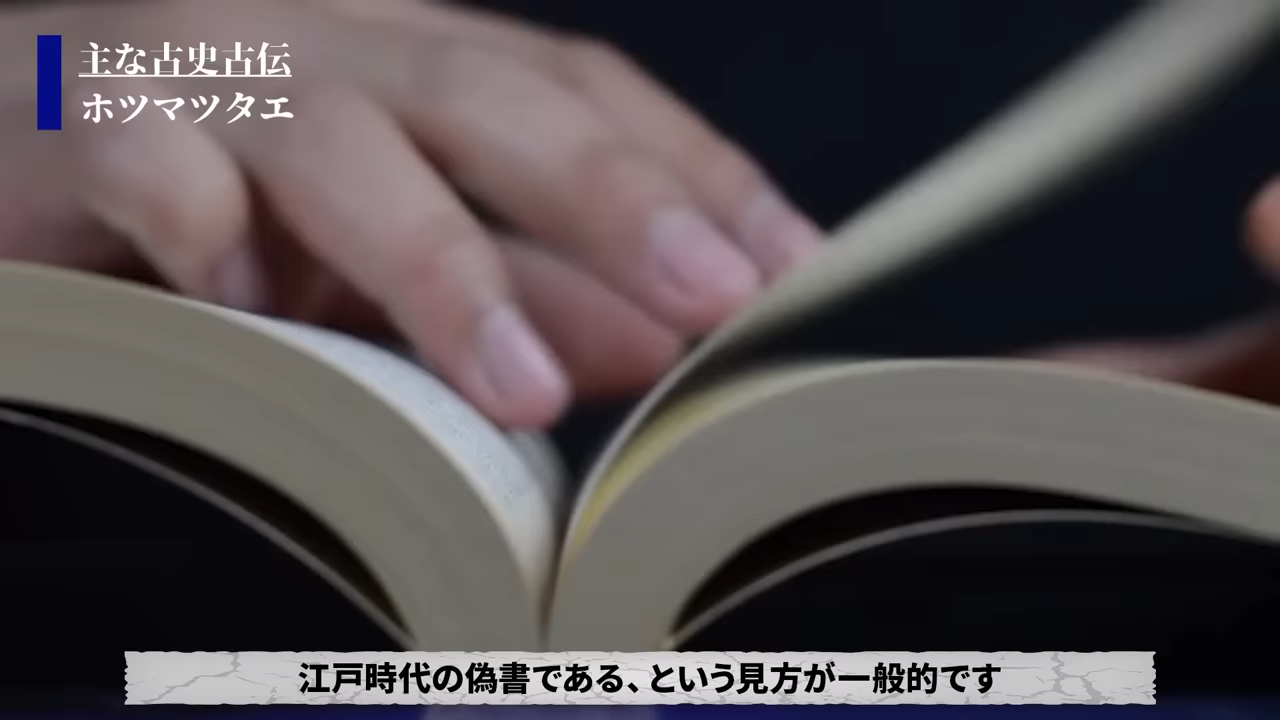 主な古史古伝
ホツマツタエ
江戸時代の偽書である、という見方が一般的です